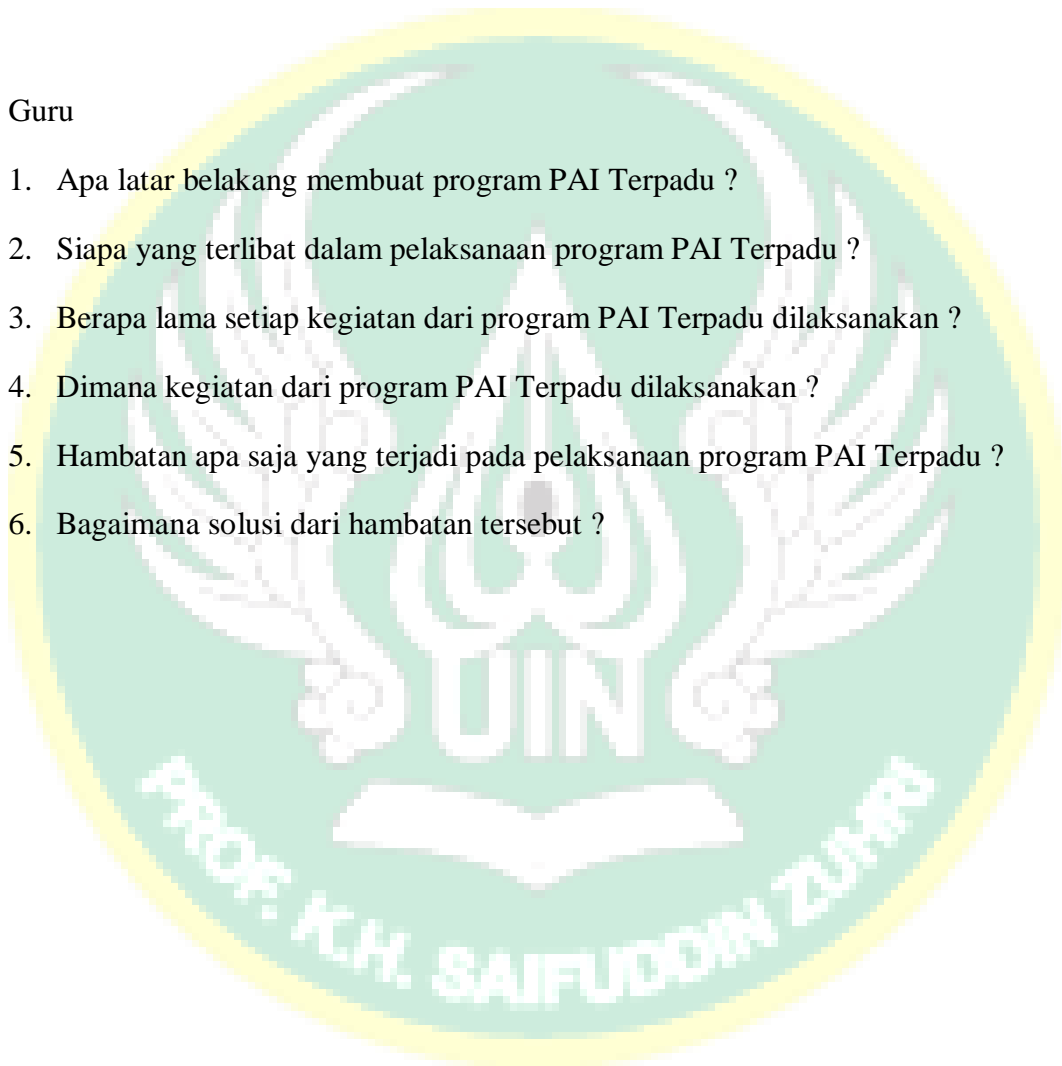 Guru
1. Apa latar belakang membuat program PAI Terpadu ?
2. Siapa yang terlibat dalam pelaksanaan program PAI Terpadu ?
3. Berapa lama setiap kegiatan dari program PAI Terpadu dilaksanakan ?
4. Dimana kegiatan dari program PAI Terpadu dilaksanakan ?
5. Hambatan apa saja yang terjadi pada pelaksanaan program PAI Terpadu ?
6. Bagaimana solusi dari hambatan tersebut ?
UIN
PROF. K.H. SAIFUDDIN ZUHRI